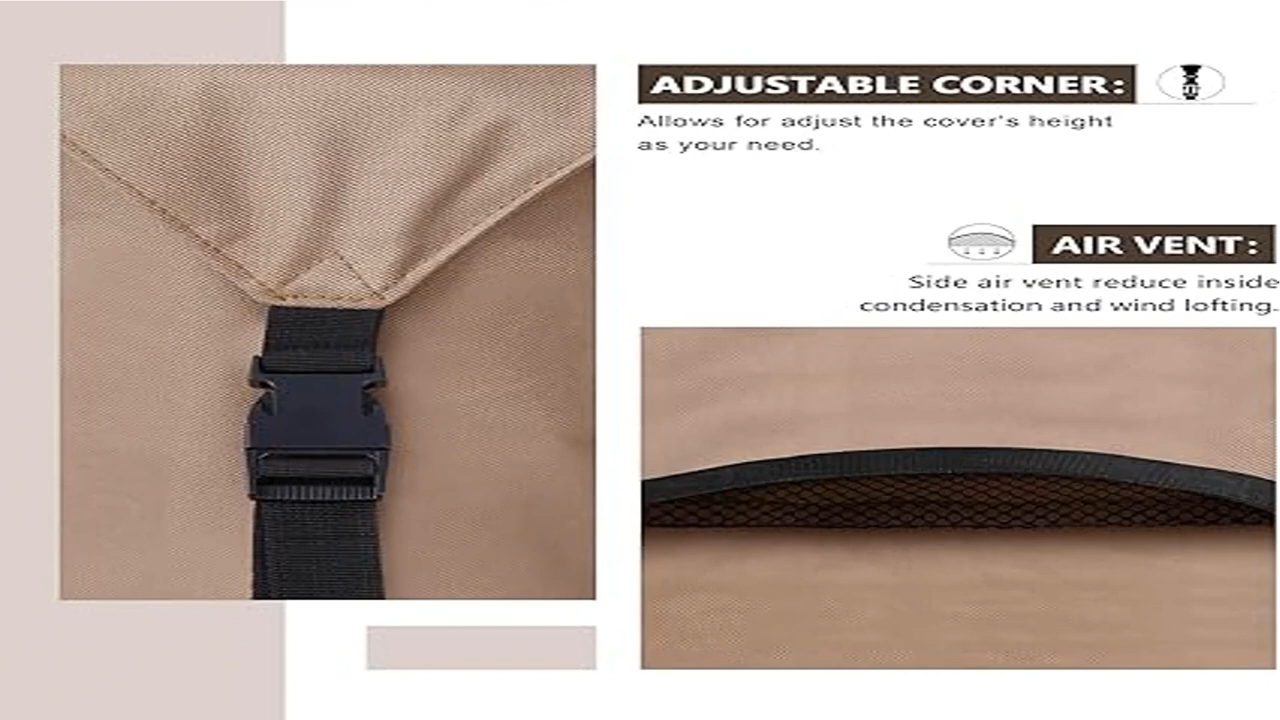 ADJUSTABLE CORNER:
Allows for adjust the cover's height
as your need.
AIR VENT:
Side air vent reduce inside
condensation and wind lofting.